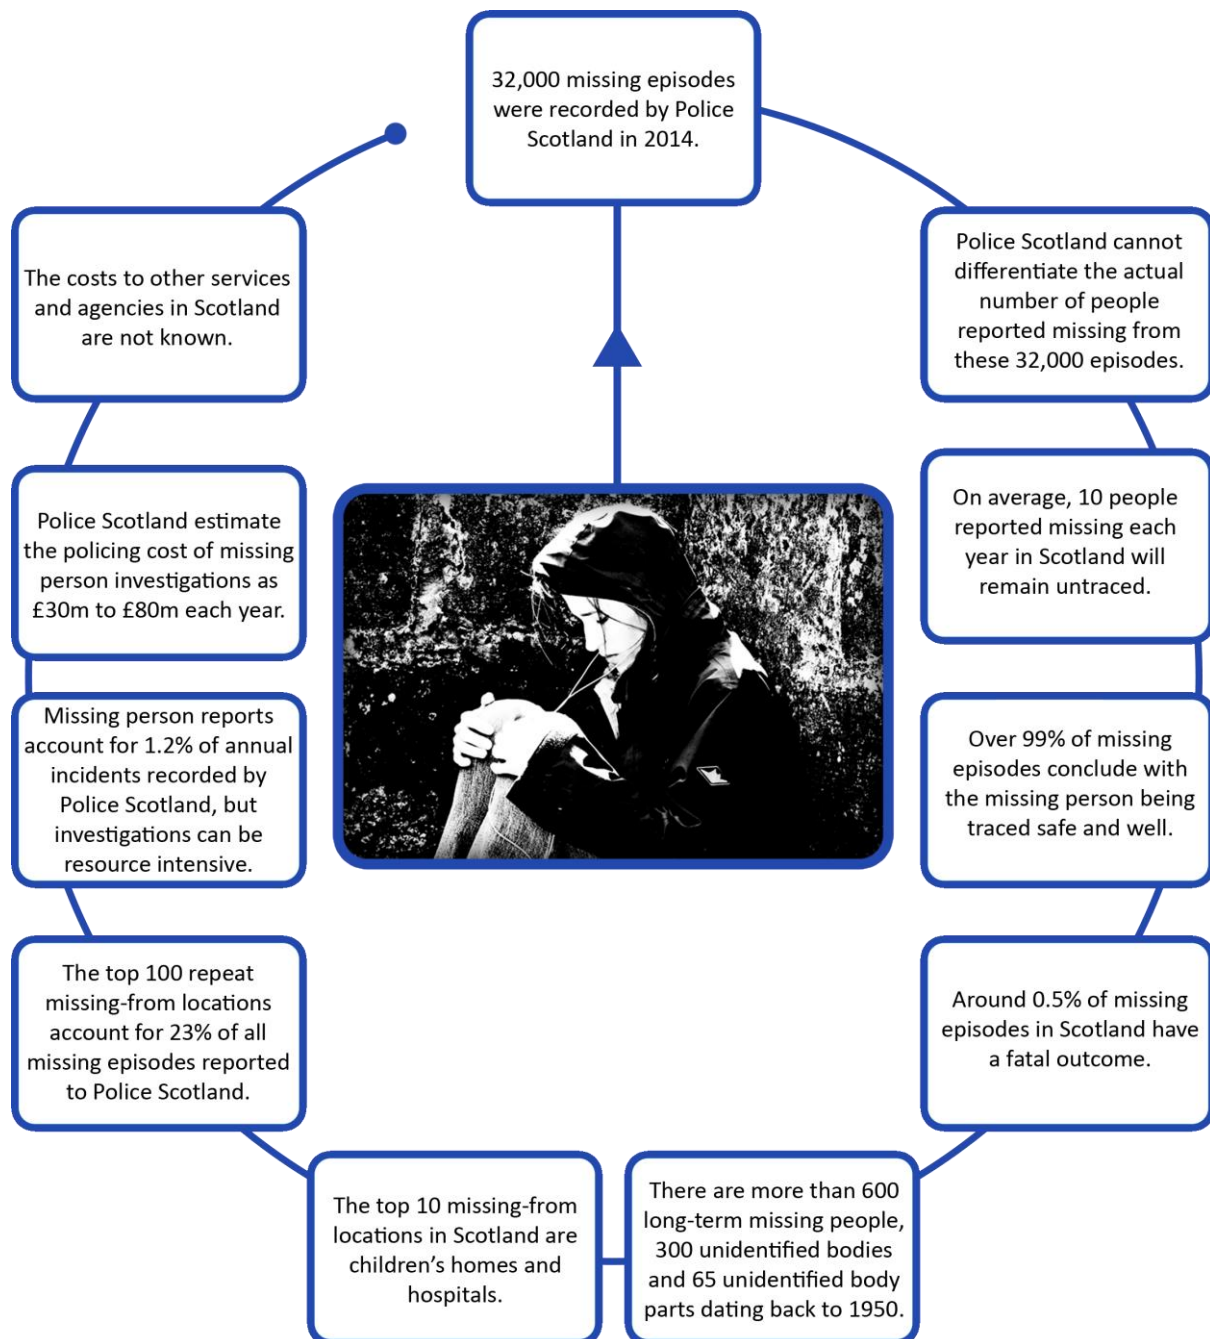 32,000 missing episodes
were recorded by Police
Scotland in 2014.
Police Scotland cannot
differentiate the actual
number of people
reported missing from
these 32,000 episodes.
On average, 10 people
reported missing each
year in Scotland will
remain untraced.
Over 99% of missing
episodes conclude with
the missing person being
traced safe and well.
Around 0.5% of missing
episodes in Scotland have
a fatal outcome.
There are more than 600
long-term missing people,
300 unidentified bodies
and 65 unidentified body
parts dating back to 1950.
The top 10 missing-from
locations in Scotland are
children’s homes and
hospitals.
The top 100 repeat
missing-from locations
account for 23% of all
missing episodes reported
to Police Scotland.
Missing person reports
account for 1.2% of annual
incidents recorded by
Police Scotland, but
investigations can be
resource intensive.
Police Scotland estimate
the policing cost of missing
person investigations as
£30m to £80m each year.
The costs to other services
and agencies in Scotland
are not known.